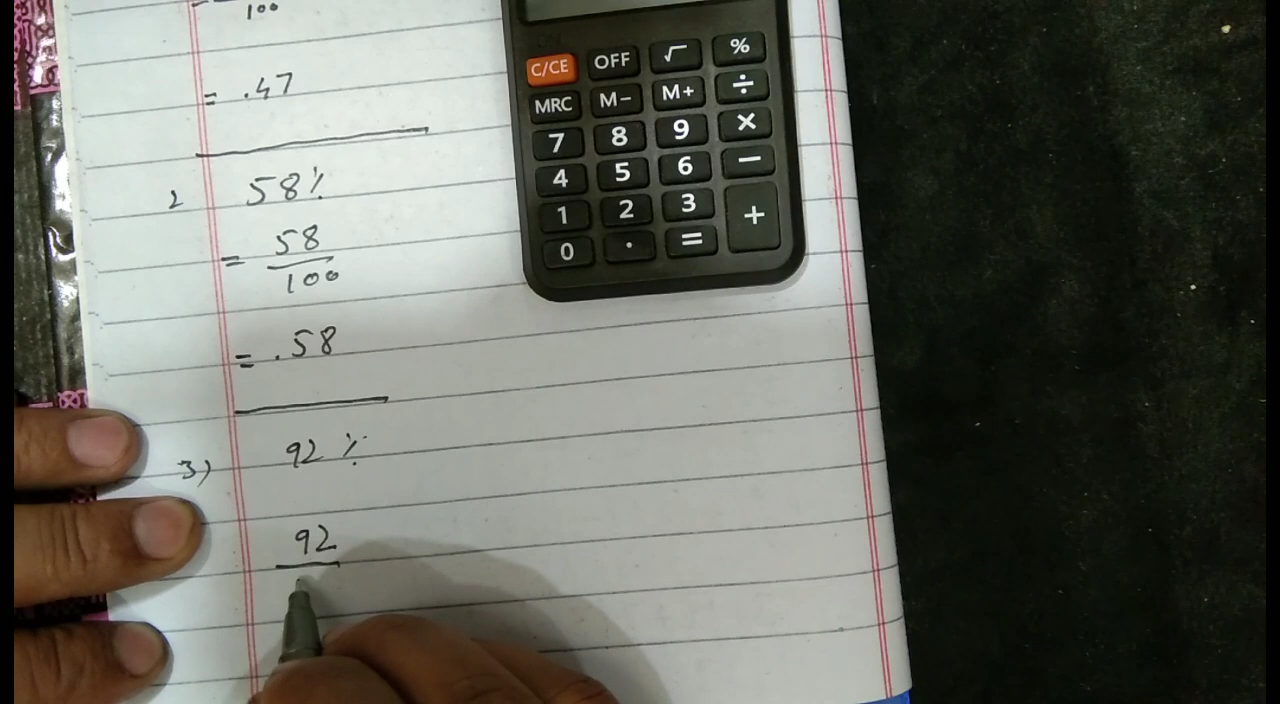 100
= .47
2 58%
= 58
100
= .58
3) 92 %
92
C/CE OFF √ %
MRC M− M+ ÷
7 8 9 ×
4 5 6 −
1 2 3 +
0 . =